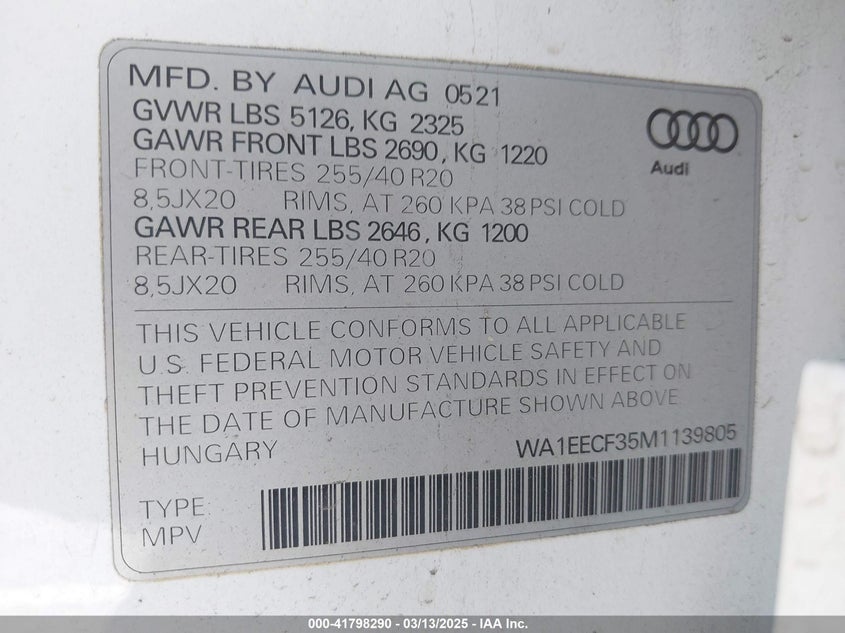 MFD. BY AUDI AG 0521
GVWR LBS 5126, KG 2325
GAWR FRONT LBS 2690, KG 1220
FRONT-TIRES 255/40 R20
8,5JX20 RIMS, AT 260 KPA 38 PSI COLD
GAWR REAR LBS 2646, KG 1200
REAR-TIRES 255/40 R20
8,5JX20 RIMS, AT 260 KPA 38 PSI COLD
Audi
THIS VEHICLE CONFORMS TO ALL APPLICABLE
U.S. FEDERAL MOTOR VEHICLE SAFETY AND
THEFT PREVENTION STANDARDS IN EFFECT ON
THE DATE OF MANUFACTURE SHOWN ABOVE
HUNGARY WA1EECF35M1139805
TYPE:
MPV
000-41798290 - 03/13/2025 - IAA Inc.